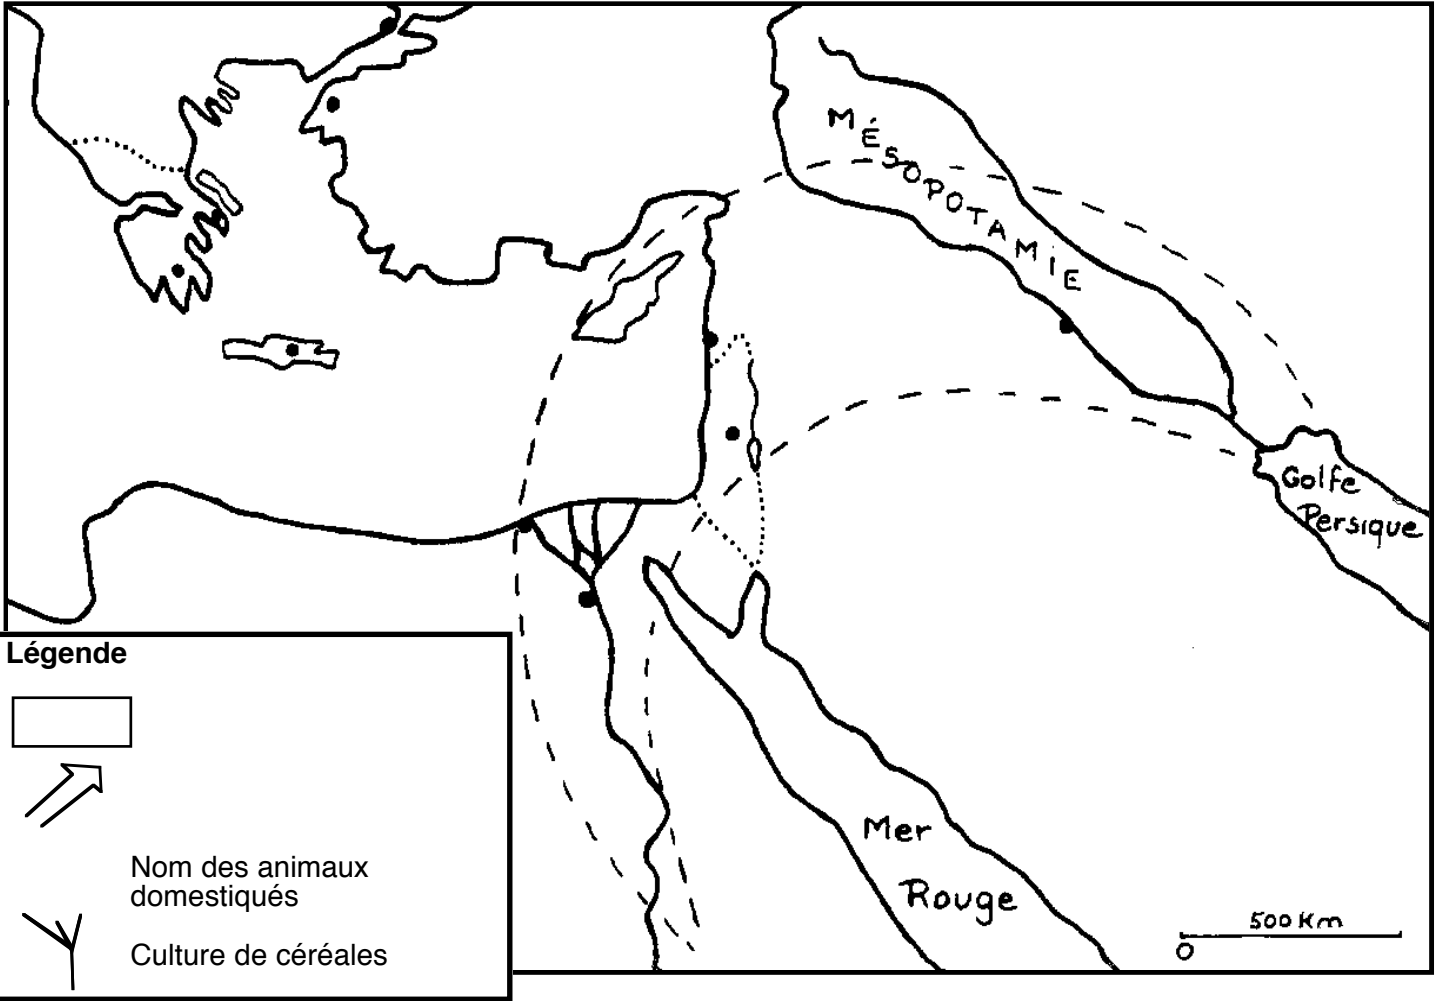 MÉSOPOTAMIE
Golfe
Persique
Légende
Mer
Nom des animaux
domestiqués
Rouge
500 Km
Culture de céréales
0